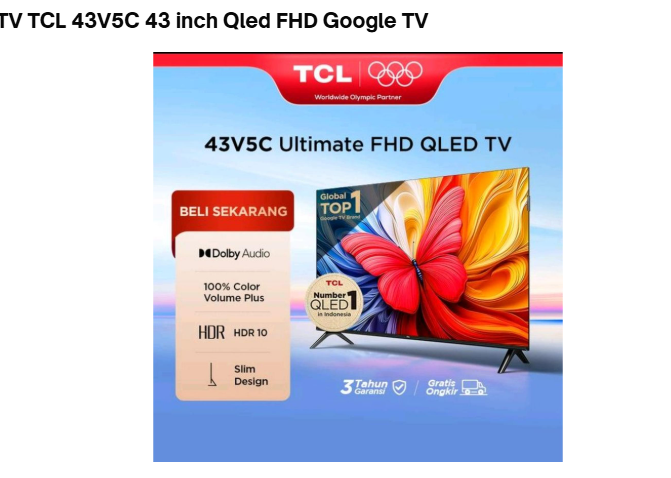 TV TCL 43V5C 43 inch Qled FHD Google TV
TCL
Worldwide Olympic Partner
43V5C Ultimate FHD QLED TV
BELI SEKARANG
Dolby Audio
100% Color
Volume Plus
HDR HDR 10
Slim
Design
Global
TOP 1
Google TV Brand
TCL
Number 1
QLED
in Indonesia
3 Tahun
Garansi
Gratis
Ongkir